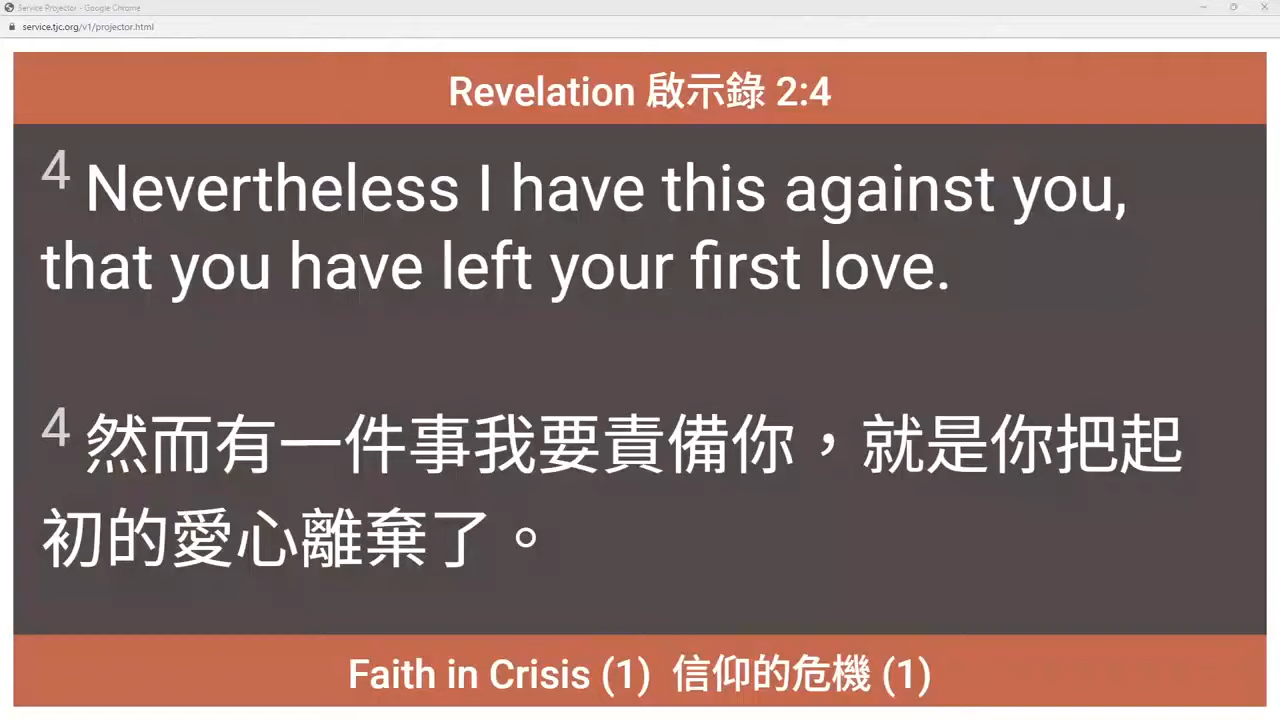 Service Projector - Google Chrome
service.tjc.org/v1/projector.html
Revelation 啟示錄 2:4
4 Nevertheless I have this against you,
that you have left your first love.
4 然而有一件事我要責備你，就是你把起
初的愛心離棄了。
Faith in Crisis (1) 信仰的危機 (1)